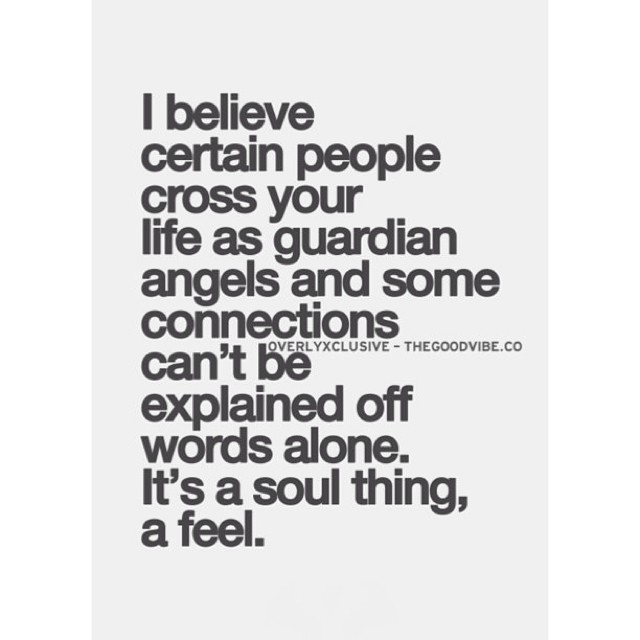 I believe
certain people
cross your
life as guardian
angels and some
connections
OVERLYXCLUSIVE - THEGOODVIBE.CO
can't be
explained off
words alone.
It's a soul thing,
a feel.